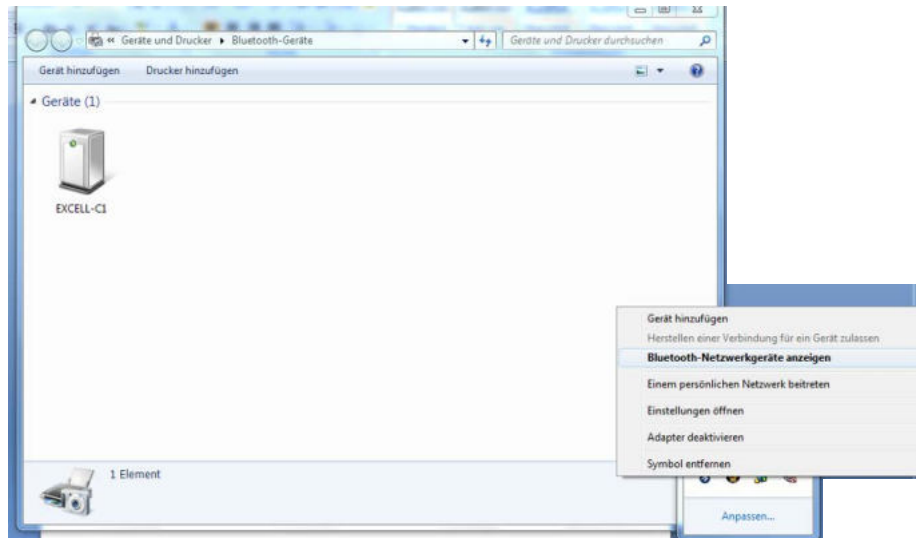 « Geräte und Drucker ▸ Bluetooth-Geräte
Geräte und Drucker durchsuchen
Gerät hinzufügen Drucker hinzufügen
Geräte (1)
EXCELL-C1
Gerät hinzufügen
Herstellen einer Verbindung für ein Gerät zulassen
Bluetooth-Netzwerkgeräte anzeigen
Einem persönlichen Netzwerk beitreten
Einstellungen öffnen
Adapter deaktivieren
Symbol entfernen
1 Element
Anpassen...